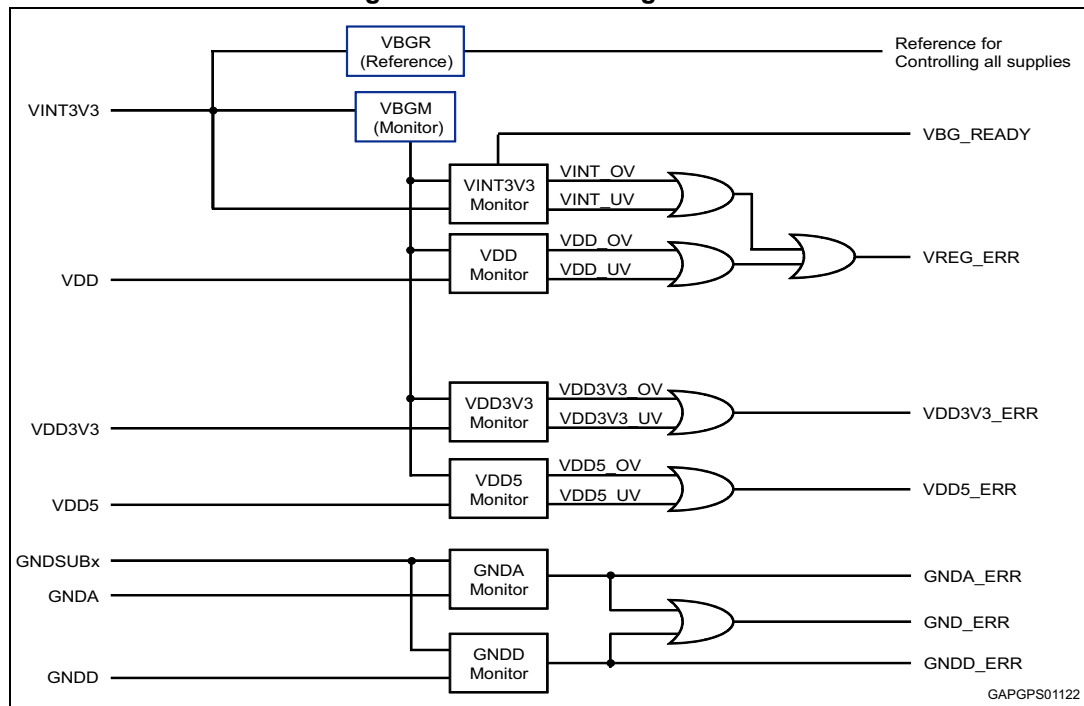 VBGR
(Reference)
Reference for
Controlling all supplies
VINT3V3
VBGM
(Monitor)
VBG_READY
VINT3V3
Monitor
VINT_OV
VINT_UV
VDD
VDD
Monitor
VDD_OV
VDD_UV
VREG_ERR
VDD3V3
VDD3V3
Monitor
VDD3V3_OV
VDD3V3_UV
VDD3V3_ERR
VDD5
VDD5
Monitor
VDD5_OV
VDD5_UV
VDD5_ERR
GNDSUBx
GNDA
GNDA
Monitor
GNDA_ERR
GND_ERR
GNDD
GNDD
Monitor
GNDD_ERR
GAPGPS01122